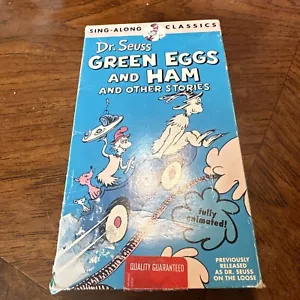 SING-ALONG CLASSICS
Dr. Seuss
GREEN EGGS
AND HAM
AND OTHER STORIES
fully
animated!
QUALITY GUARANTEED
PREVIOUSLY
RELEASED
AS DR. SEUSS
ON THE LOOSE